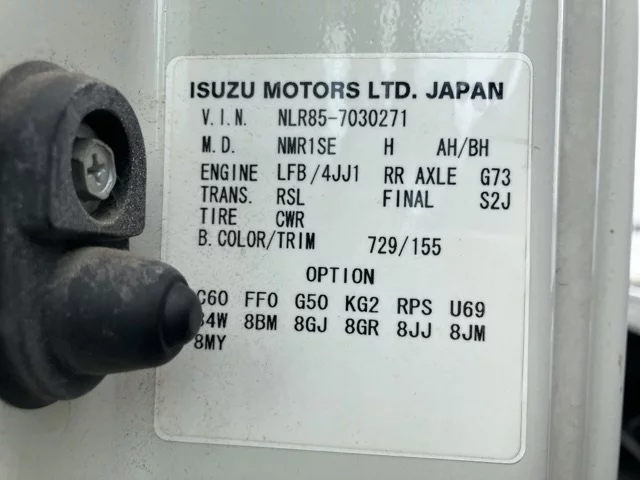 ISUZU MOTORS LTD. JAPAN
V.I.N. NLR85-7030271
M.D. NMR1SE H AH/BH
ENGINE LFB/4JJ1 RR AXLE G73
TRANS. RSL FINAL S2J
TIRE CWR
B.COLOR/TRIM 729/155
OPTION
C60 FF0 G50 KG2 RPS U69
8BM 8GJ 8GR 8JJ 8JM
8MY